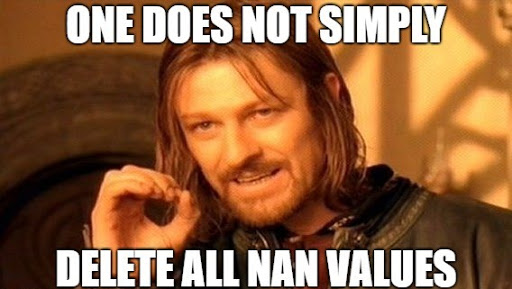 ONE DOES NOT SIMPLY
DELETE ALL NAN VALUES